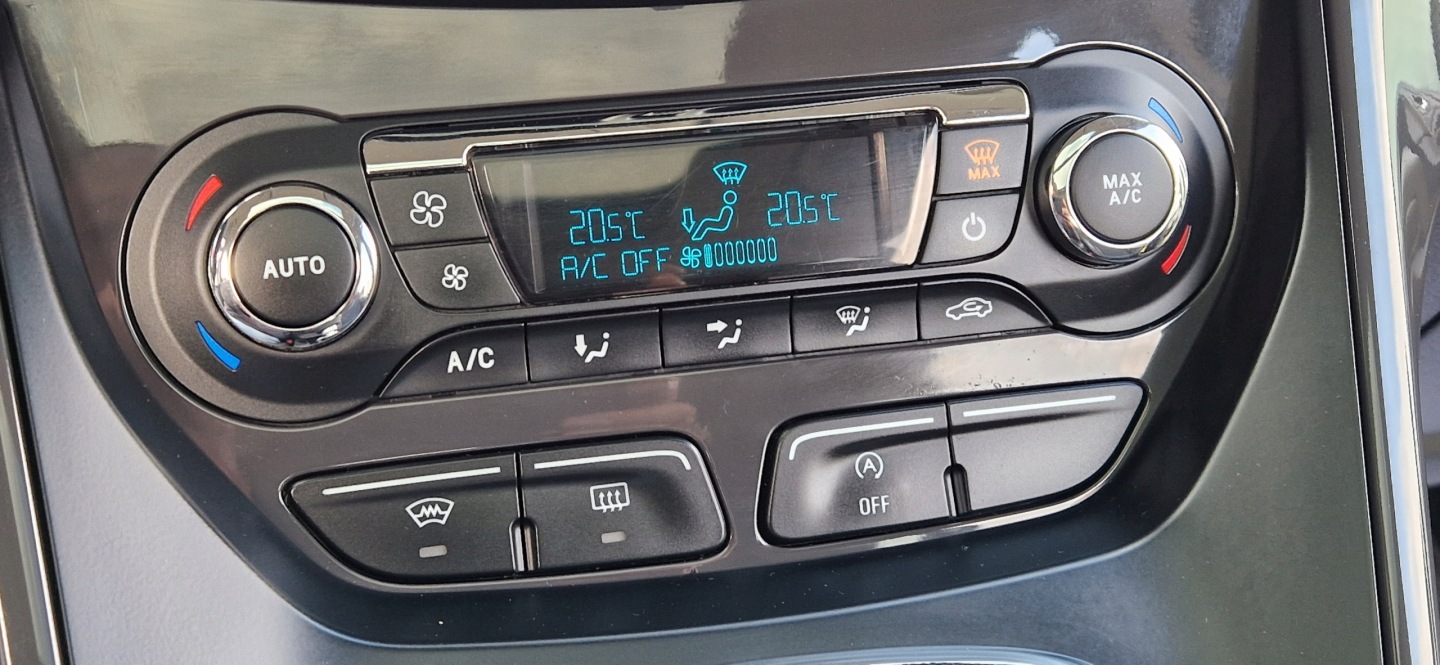 20.5°C 20.5°C
A/C OFF
AUTO
MAX
MAX
A/C
A/C
A
OFF